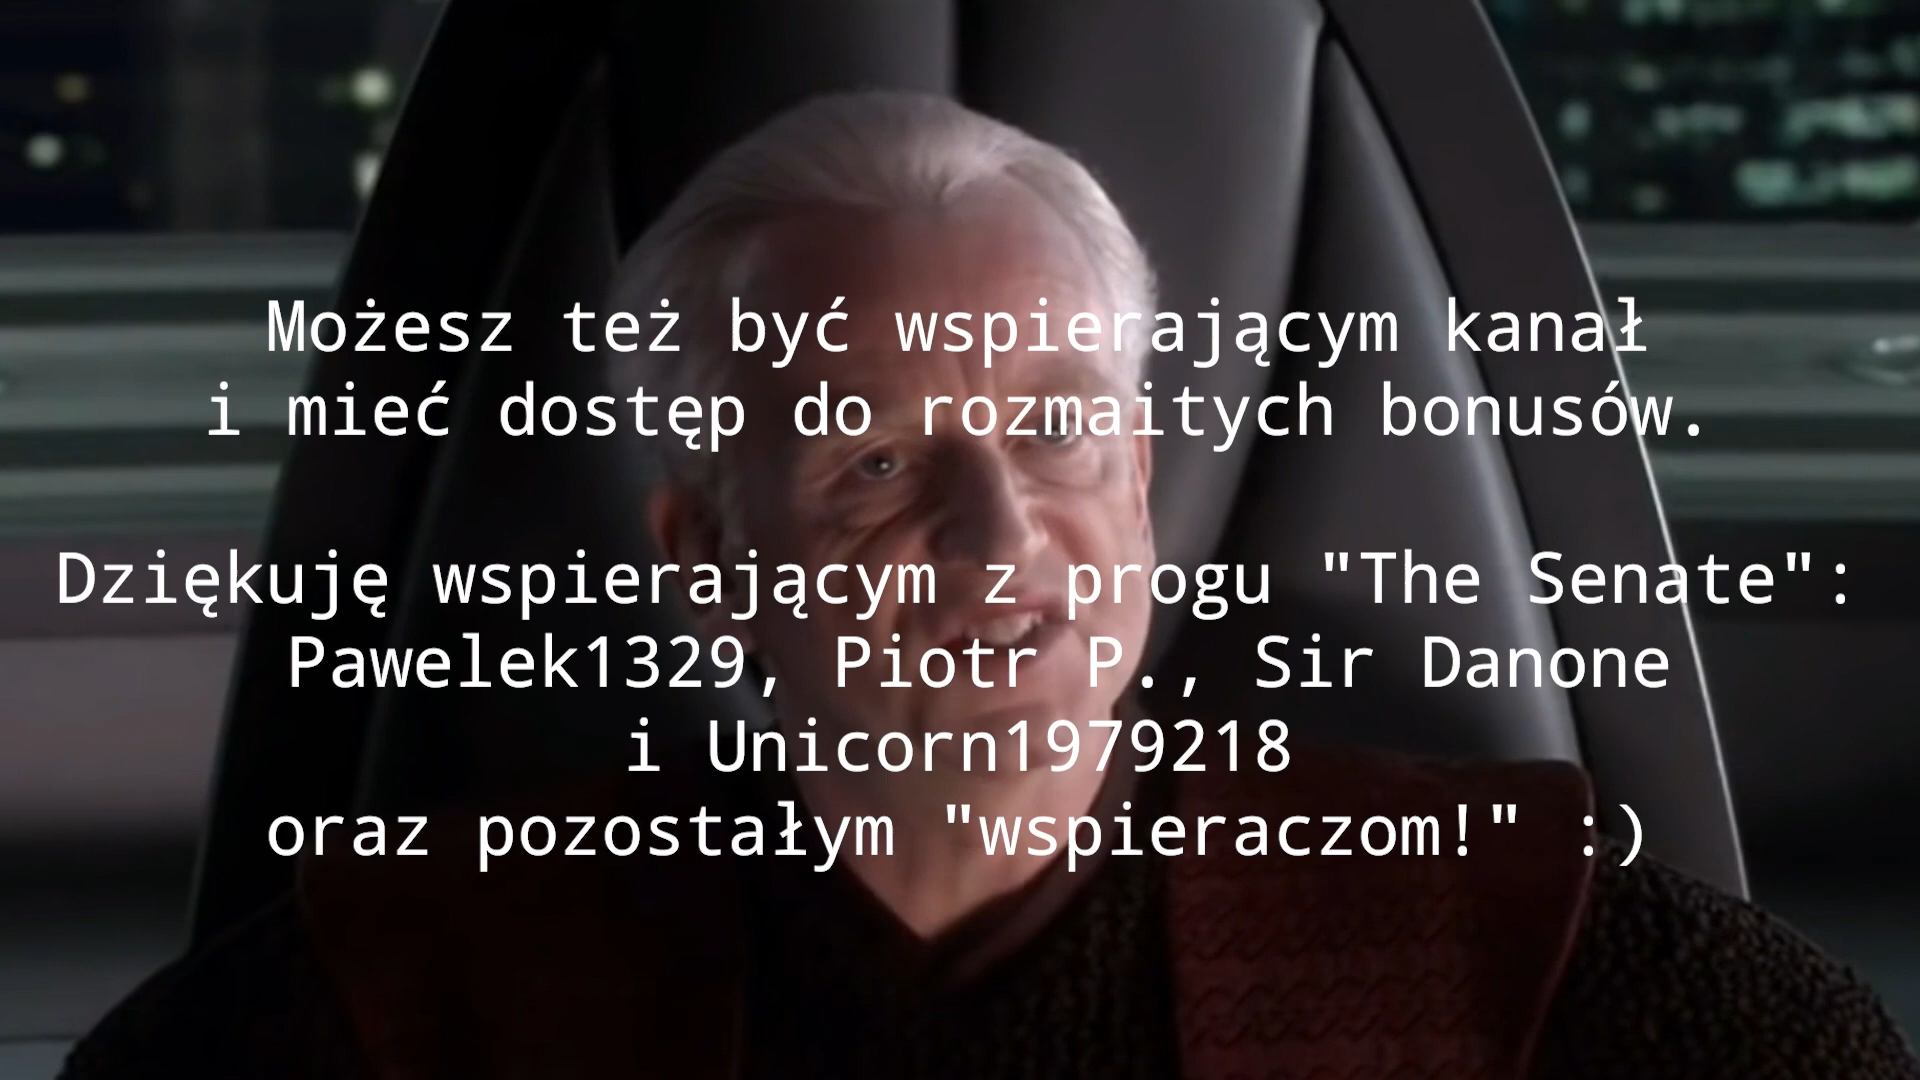 Możesz też być wspierającym kanał
i mieć dostęp do rozmaitych bonusów.
Dziękuję wspierającym z progu "The Senate":
Pawelek1329, Piotr P., Sir Danone
i Unicorn1979218
oraz pozostałym "wspieraczom!" :)